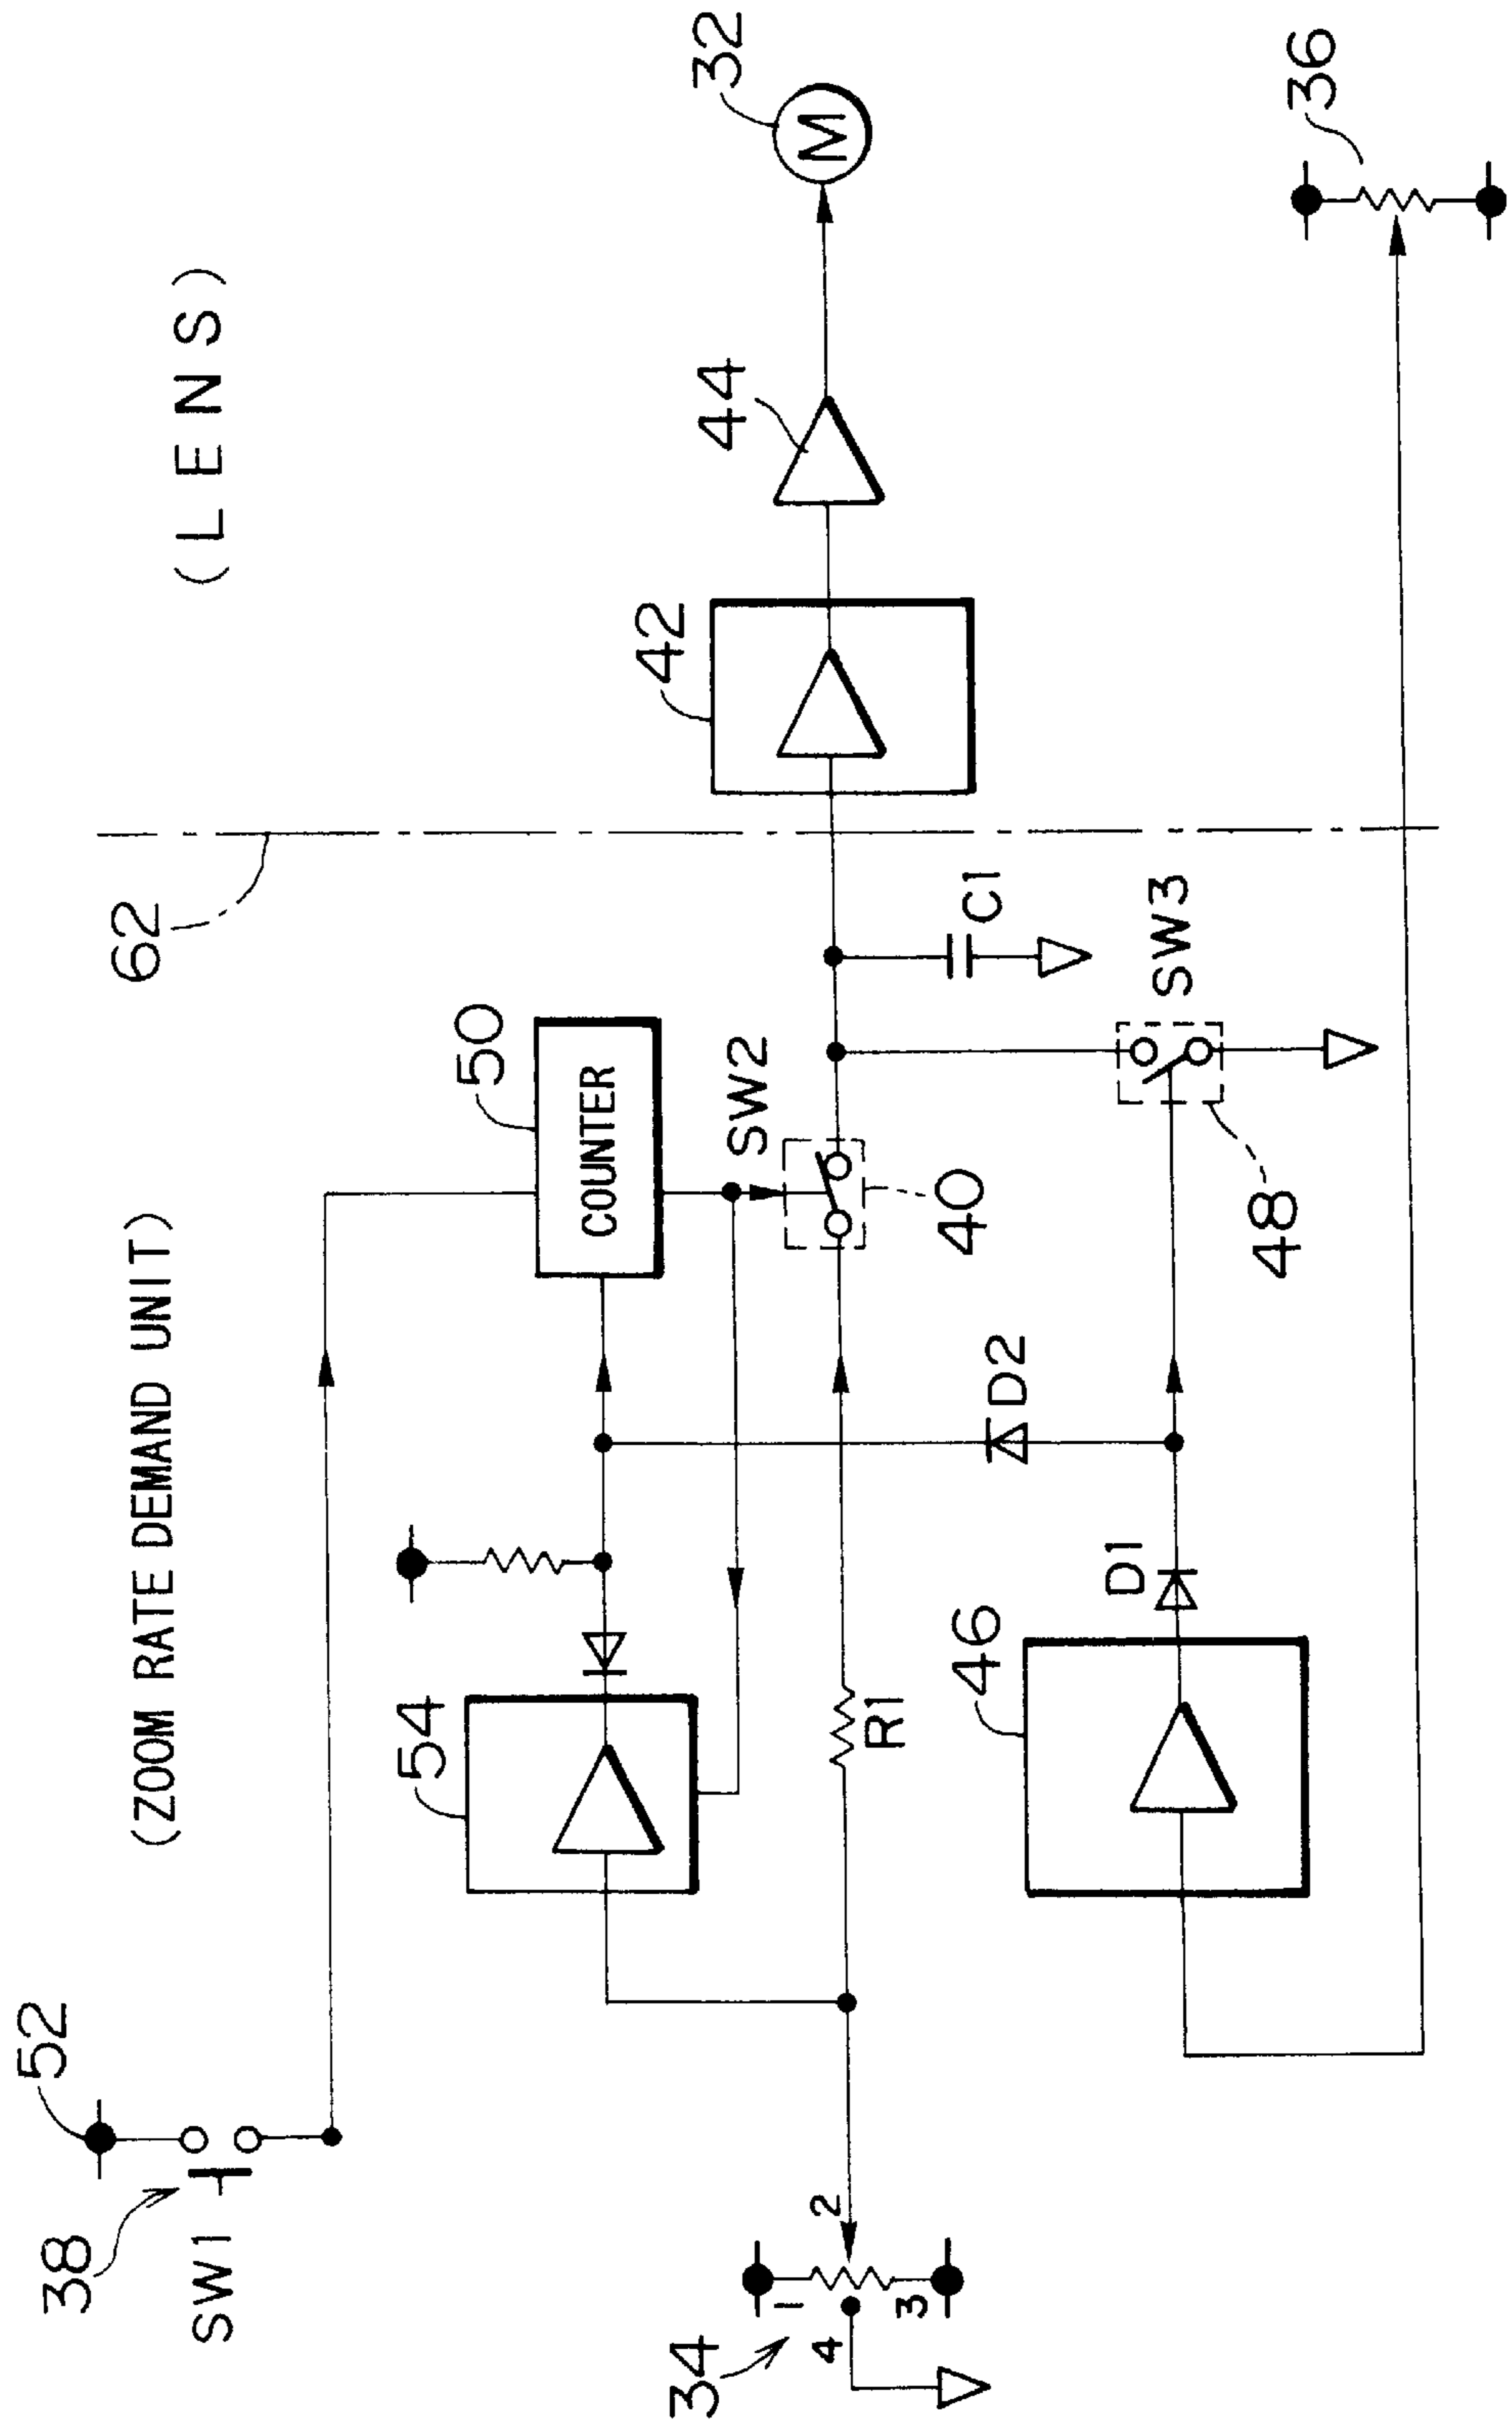 (ZOOM RATE DEMAND UNIT)
(LENS)
52
38
SW1
62
50
COUNTER
54
SW2
40
42
44
32
M
34
1
2
3
4
R1
D2
C1
SW3
48
46
D1
36